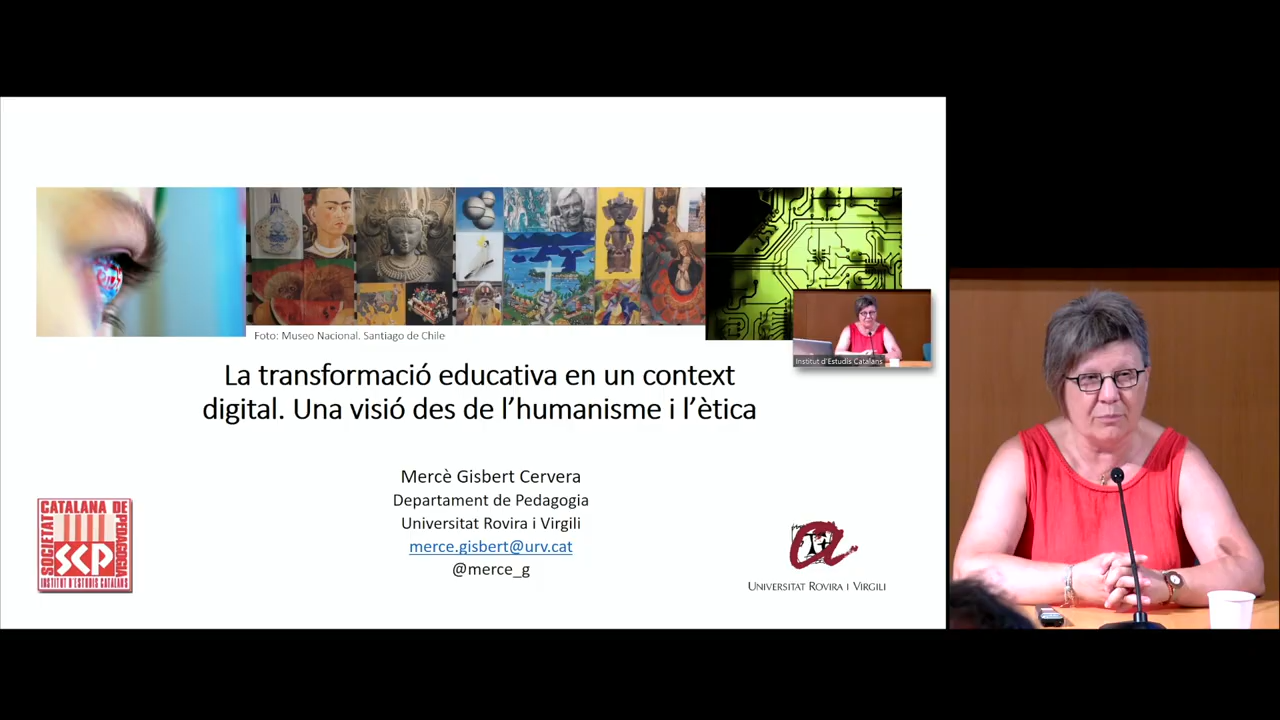 Foto: Museo Nacional. Santiago de Chile
Institut d'Estudis Catalans
La transformació educativa en un context
digital. Una visió des de l’humanisme i l’ètica
Mercè Gisbert Cervera
Departament de Pedagogia
Universitat Rovira i Virgili
merce.gisbert@urv.cat
@merce_g
SOCIETAT
CATALANA DE
PEDAGOGIA
SCP
INSTITUT D'ESTUDIS CATALANS
UNIVERSITAT ROVIRA I VIRGILI